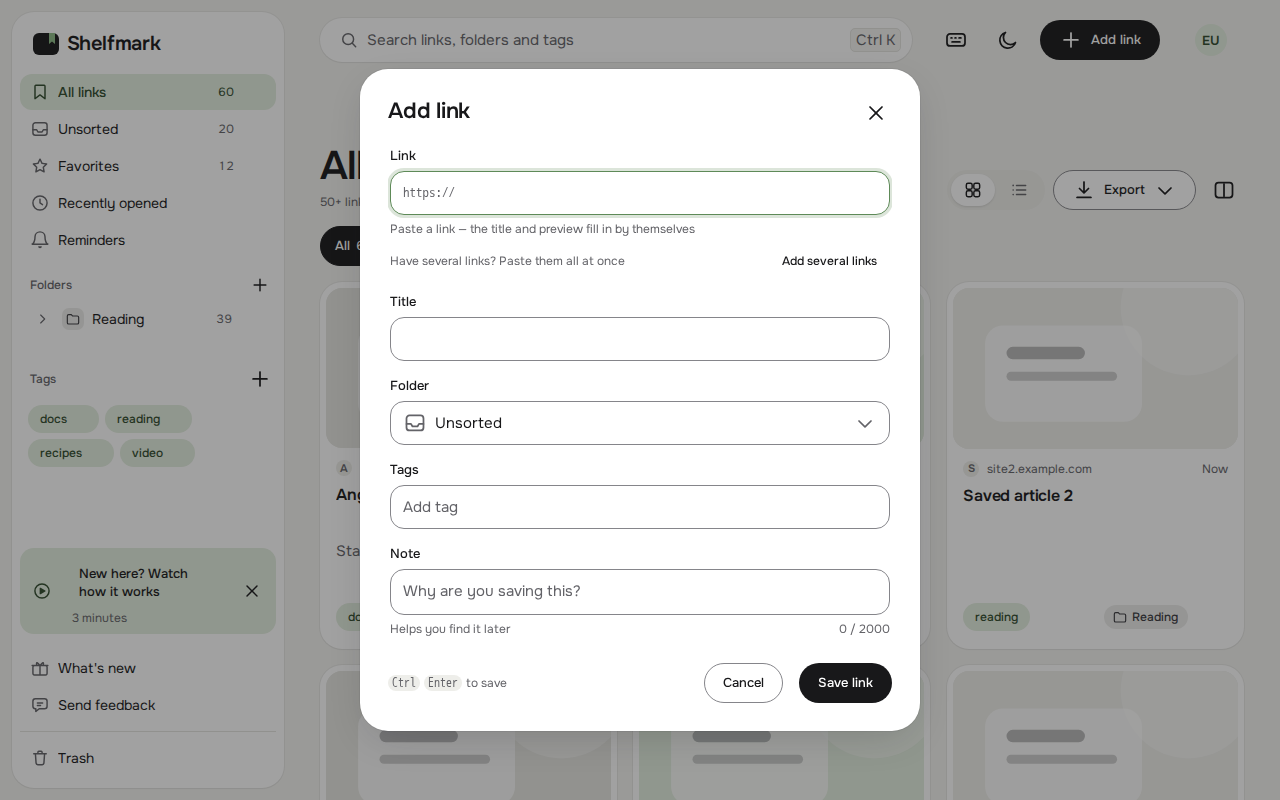 Shelfmark
All links 60
Unsorted 20
Favorites 12
Recently opened
Reminders
Folders
Reading 39
Tags
docs reading
recipes video
New here? Watch
how it works
3 minutes
What's new
Send feedback
Trash
Search links, folders and tags Ctrl K
Add link
EU
All
50+
Export
All
Add link
Link
https://
Paste a link — the title and preview fill in by themselves
Have several links? Paste them all at once Add several links
Title
Folder
Unsorted
Tags
Add tag
Note
Why are you saving this?
Helps you find it later 0 / 2000
Ctrl Enter to save Cancel Save link
A
S site2.example.com Now
Saved article 2
reading Reading